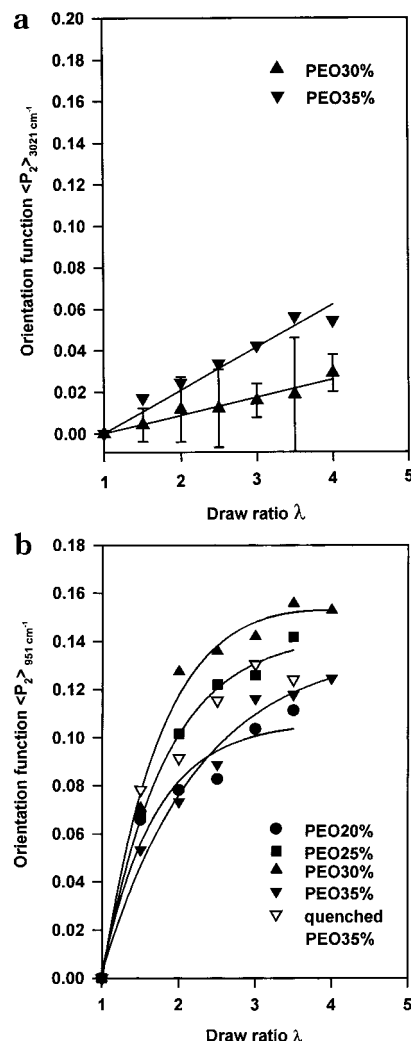 a
Orientation function <P₂>₃₀₂₁ cm⁻¹
0.20
0.18
0.16
0.14
0.12
0.10
0.08
0.06
0.04
0.02
0.00
PEO30%
PEO35%
1 2 3 4 5
Draw ratio λ
b
Orientation function <P₂>₉₅₁ cm⁻¹
0.18
0.16
0.14
0.12
0.10
0.08
0.06
0.04
0.02
0.00
PEO20%
PEO25%
PEO30%
PEO35%
quenched
PEO35%
1 2 3 4 5
Draw ratio λ